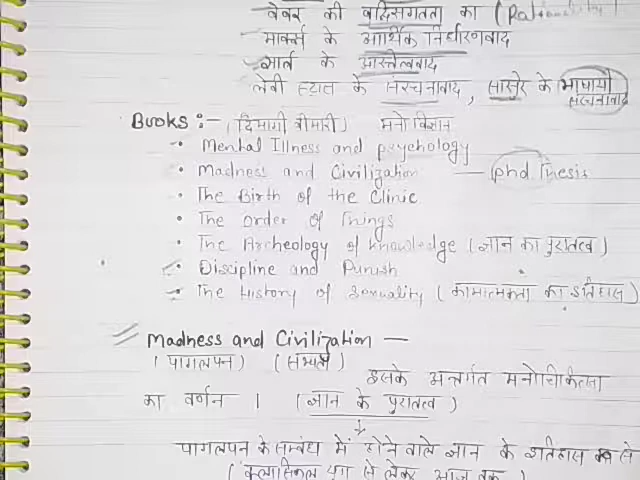 वेबर की बुद्धिसंगतता का (Rationality)
मार्क्स के आर्थिक निर्धारणवाद
सार्त्र के अस्तित्ववाद
लेवी स्ट्रास के संरचनावाद, सासुरे के भाषायी संरचनावाद
Books :- (दिमागी बीमारी) मनोविज्ञान
• Mental Illness and psychology
• Madness and Civilization — phd Thesis
• The Birth of the Clinic
• The Order of Things
• The Archeology of knowledge (ज्ञान का पुरातत्व)
• Discipline and Punish
• The History of Sexuality (कामात्मकता का इतिहास)
Madness and Civilization —
(पागलपन) (सभ्यता)
इसके अन्तर्गत मनोचिकित्सा
का वर्णन । (ज्ञान के पुरातत्व)
पागलपन के सम्बंध में होने वाले ज्ञान के इतिहास से
(क्लासिकल युग से लेकर आज तक)